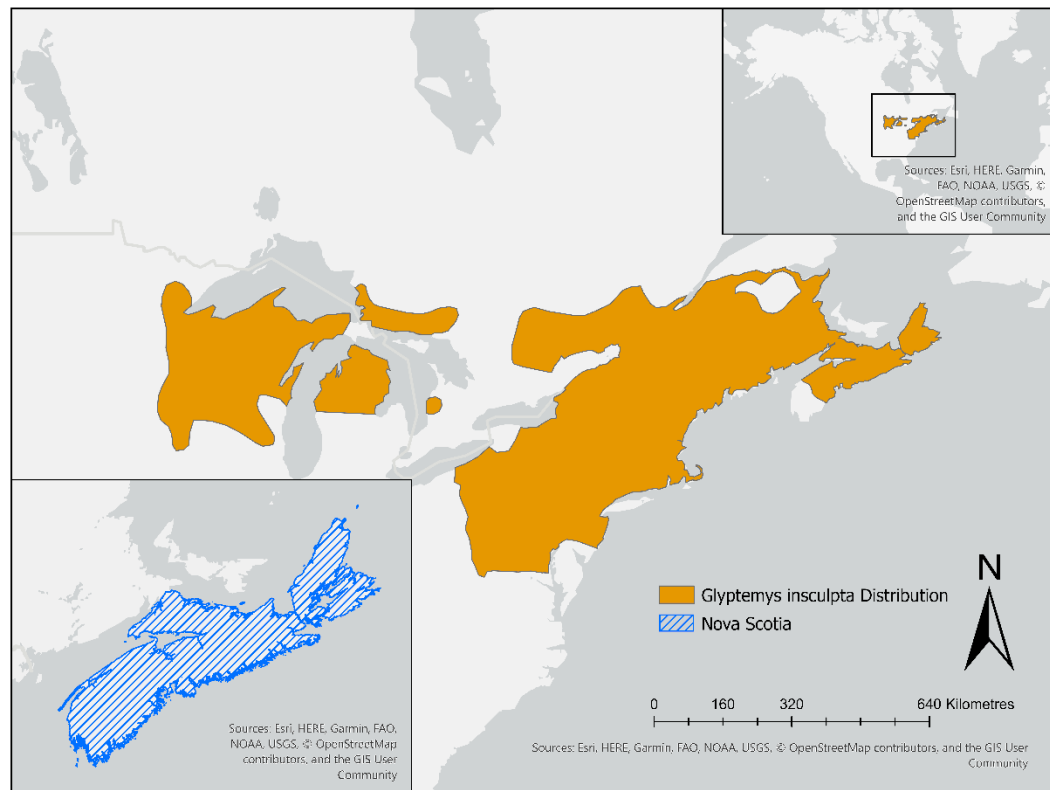 Sources: Esri, HERE, Garmin,
FAO, NOAA, USGS, ©
OpenStreetMap contributors,
and the GIS User Community
N
Glyptemys insculpta Distribution
Nova Scotia
0 160 320 640 Kilometres
Sources: Esri, HERE, Garmin, FAO, NOAA, USGS, © OpenStreetMap contributors, and the GIS User
Community
Sources: Esri, HERE, Garmin, FAO,
NOAA, USGS, © OpenStreetMap
contributors, and the GIS User
Community